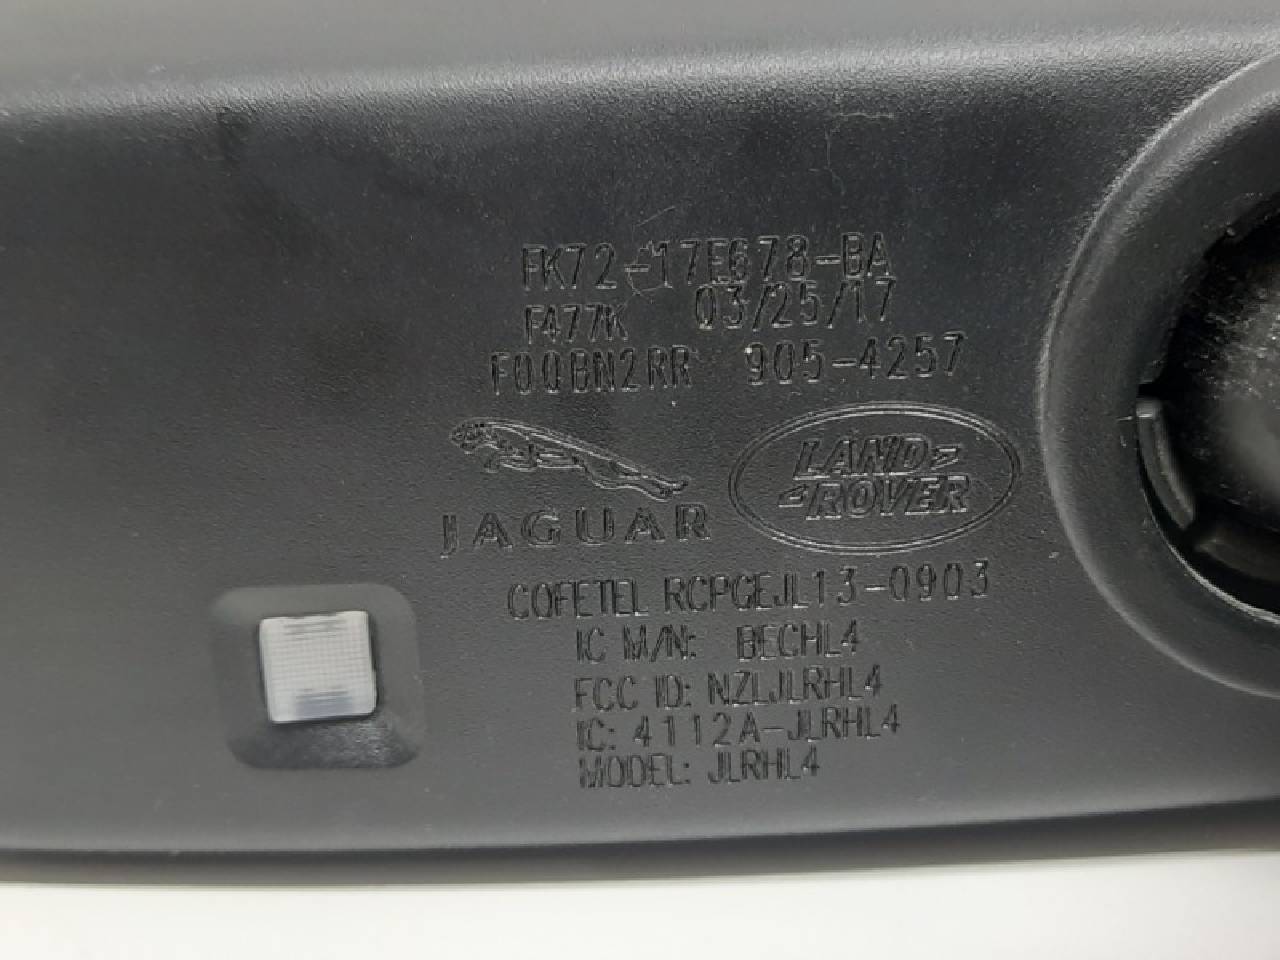 FK72-17E678-BA
F477K 03/25/17
F00BN2RR 905-4257
JAGUAR
LAND
ROVER
COFETEL RCPGEJL13-0903
IC M/N: BECHL4
FCC ID: NZLJLRHL4
IC: 4112A-JLRHL4
MODEL: JLRHL4